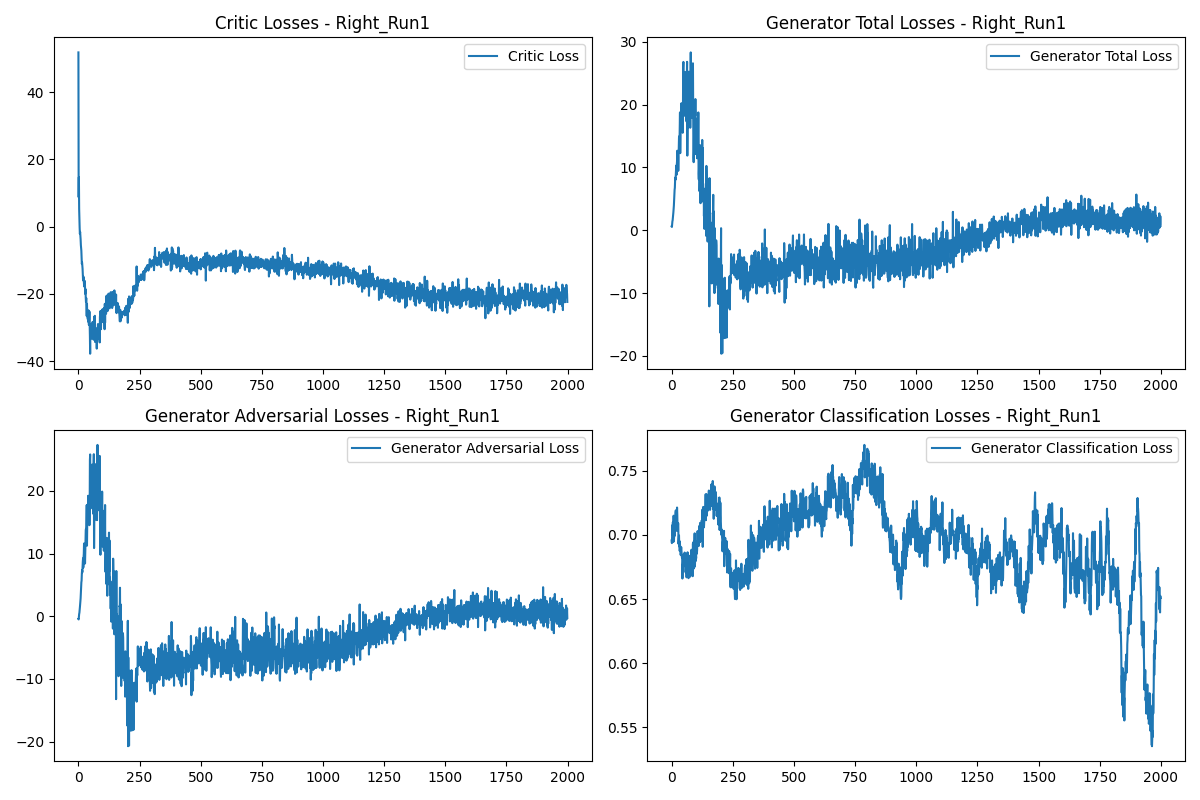 Critic Losses - Right_Run1
Critic Loss
40
20
0
−20
−40
0 250 500 750 1000 1250 1500 1750 2000
Generator Total Losses - Right_Run1
Generator Total Loss
30
20
10
0
−10
−20
0 250 500 750 1000 1250 1500 1750 2000
Generator Adversarial Losses - Right_Run1
Generator Adversarial Loss
20
10
0
−10
−20
0 250 500 750 1000 1250 1500 1750 2000
Generator Classification Losses - Right_Run1
Generator Classification Loss
0.75
0.70
0.65
0.60
0.55
0 250 500 750 1000 1250 1500 1750 2000